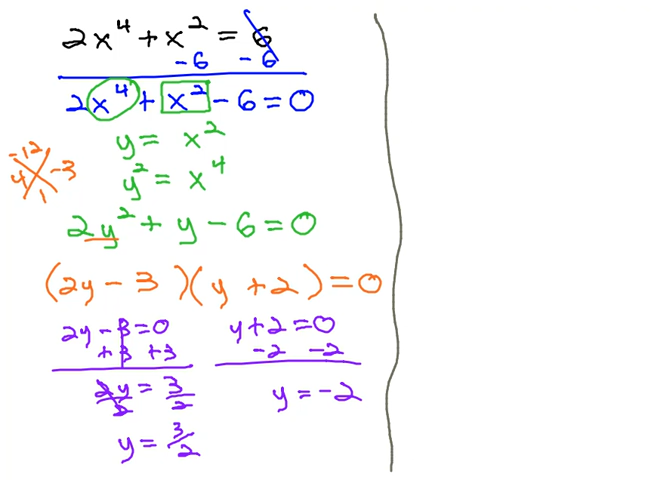 2x⁴ + x² = 6
-6 -6
2x⁴ + x² - 6 = 0
y = x²
y² = x⁴
-12
4 -3
1
2y² + y - 6 = 0
(2y - 3)(y + 2) = 0
2y - 3 = 0
+3 +3
2y/2 = 3/2
y = 3/2
y + 2 = 0
-2 -2
y = -2